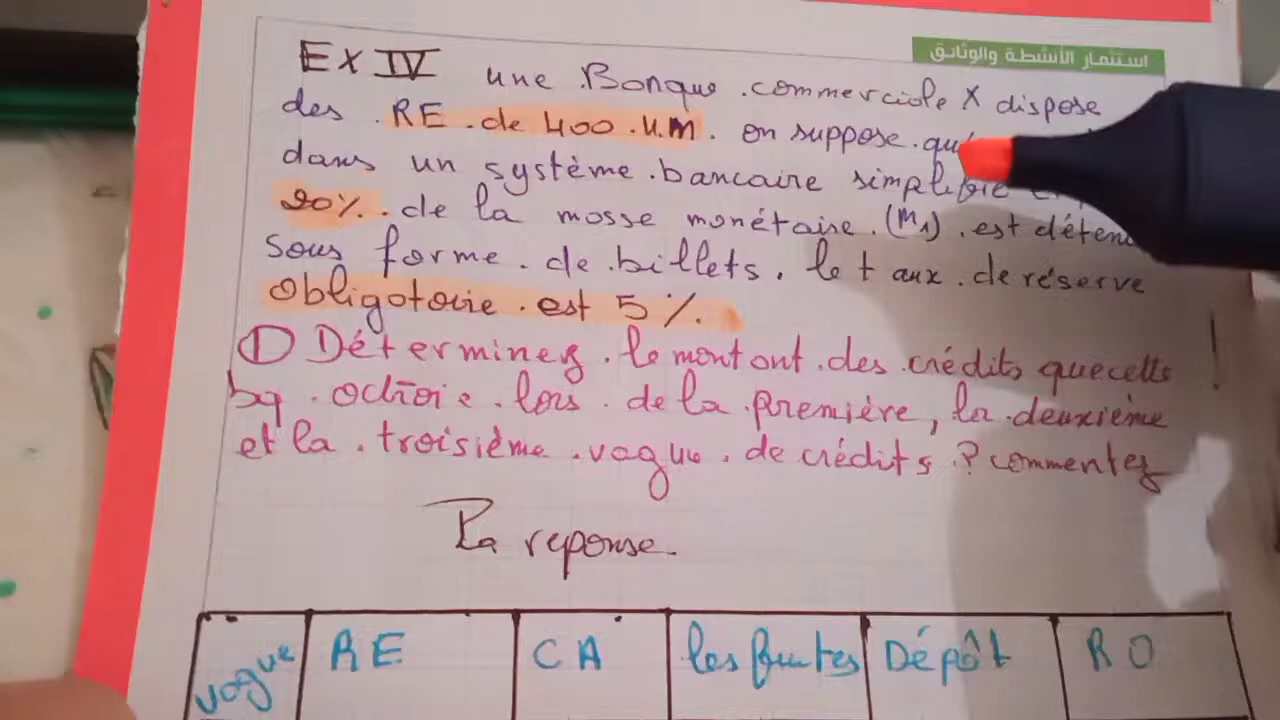 استثمار الأنشطة والوثائق
EX IV une Banque commerciale X dispose
des RE de 400 U.M. on suppose qu'
dans un système bancaire simplifié
20% de la masse monétaire (M1) est détenu
sous forme de billets. le taux de réserve
obligatoire est 5%.
① Déterminez le montant des crédits que cette
bq octroie lors de la première, la deuxième
et la troisième vague de crédits ? commentez
La reponse.
vague RE CA les fuites Dépôt RO